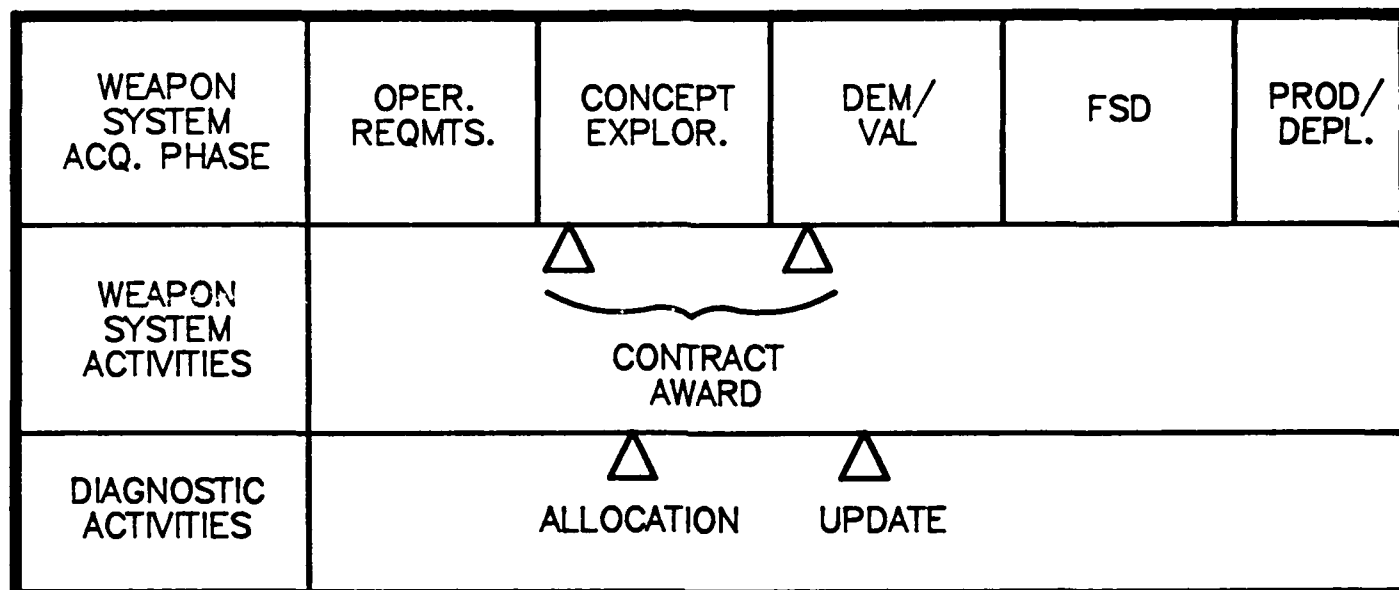 WEAPON
SYSTEM
ACQ. PHASE
OPER.
REQMTS.
CONCEPT
EXPLOR.
DEM/
VAL
FSD
PROD/
DEPL.
WEAPON
SYSTEM
ACTIVITIES
CONTRACT
AWARD
DIAGNOSTIC
ACTIVITIES
ALLOCATION
UPDATE